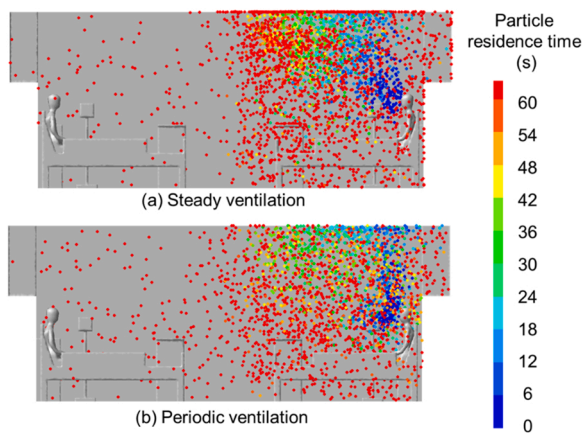 Particle
residence time
(s)
60
54
48
42
36
30
24
18
12
6
0
(a) Steady ventilation
(b) Periodic ventilation